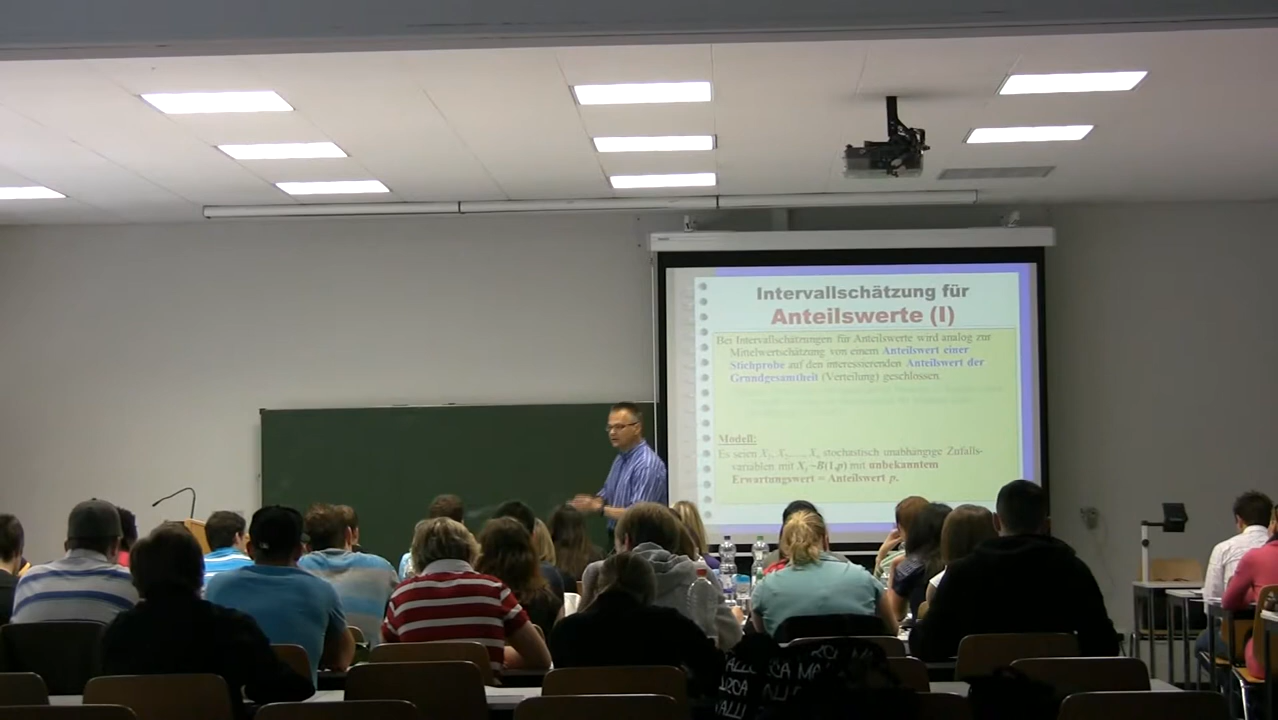 Intervallschätzung für
Anteilswerte (I)
Bei Intervallschätzungen für Anteilswerte wird analog zur
Mittelwertschätzung von einem Anteilswert einer
Stichprobe auf den interessierenden Anteilswert der
Grundgesamtheit (Verteilung) geschlossen.
Modell:
Es seien X₁, X₂,..., Xₙ stochastisch unabhängige Zufalls-
variablen mit Xᵢ~B(1,p) mit unbekanntem
Erwartungswert = Anteilswert p.